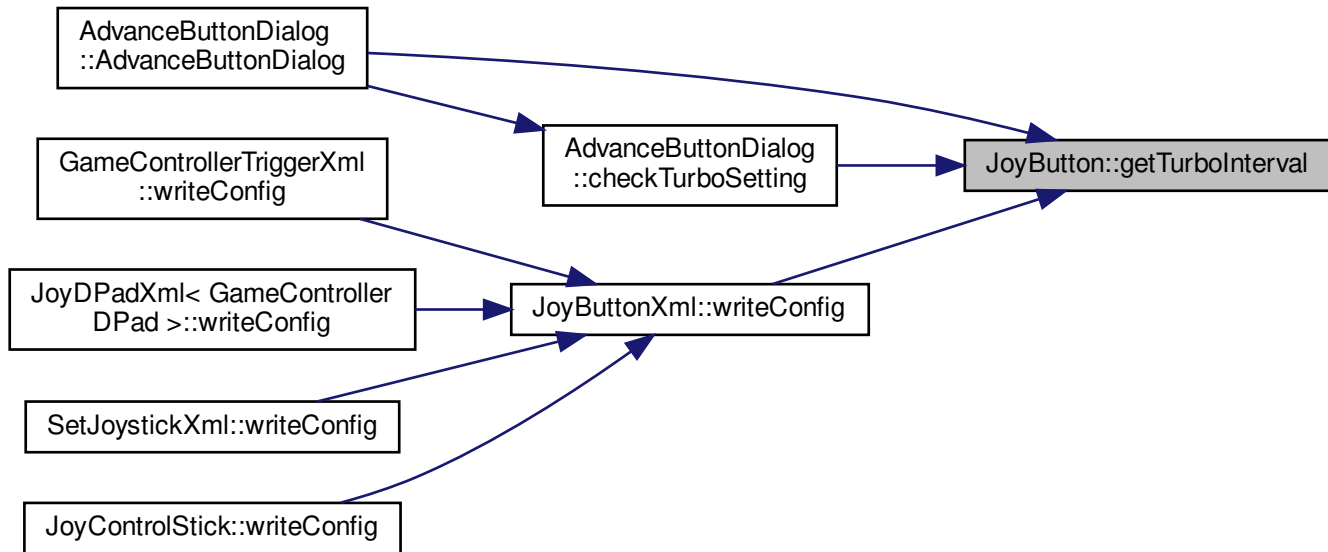 AdvanceButtonDialog
::AdvanceButtonDialog
GameControllerTriggerXml
::writeConfig
JoyDPadXml< GameController
DPad >::writeConfig
SetJoystickXml::writeConfig
JoyControlStick::writeConfig
AdvanceButtonDialog
::checkTurboSetting
JoyButtonXml::writeConfig
JoyButton::getTurboInterval